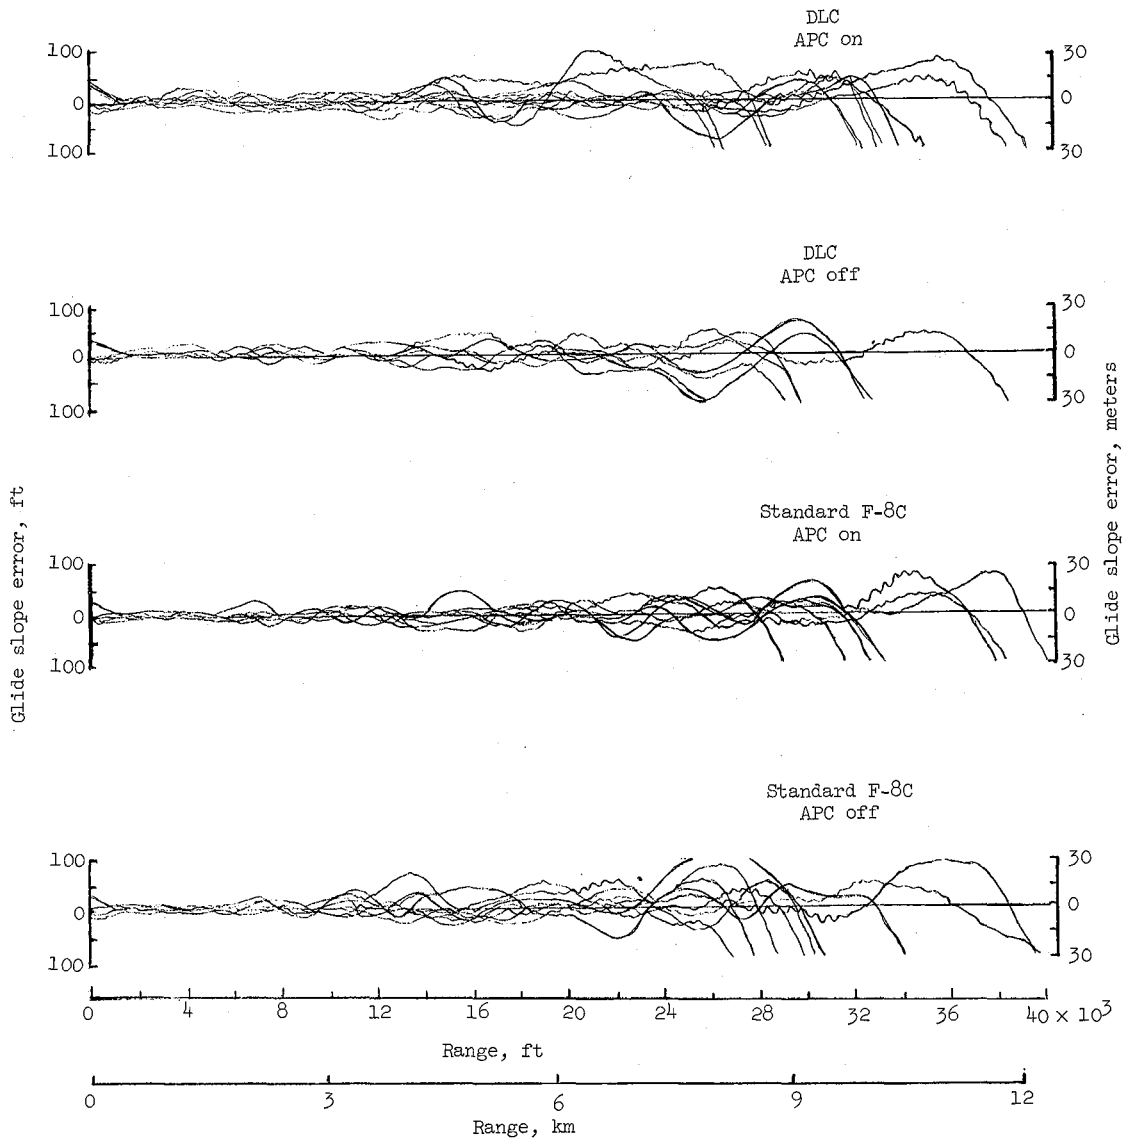 DLC
APC on
100
0
100
30
0
30
DLC
APC off
100
0
100
30
0
30
Standard F-8C
APC on
100
0
100
30
0
30
Standard F-8C
APC off
100
0
100
30
0
30
Glide slope error, ft
Glide slope error, meters
0 4 8 12 16 20 24 28 32 36 40 × 10³
Range, ft
0 3 6 9 12
Range, km